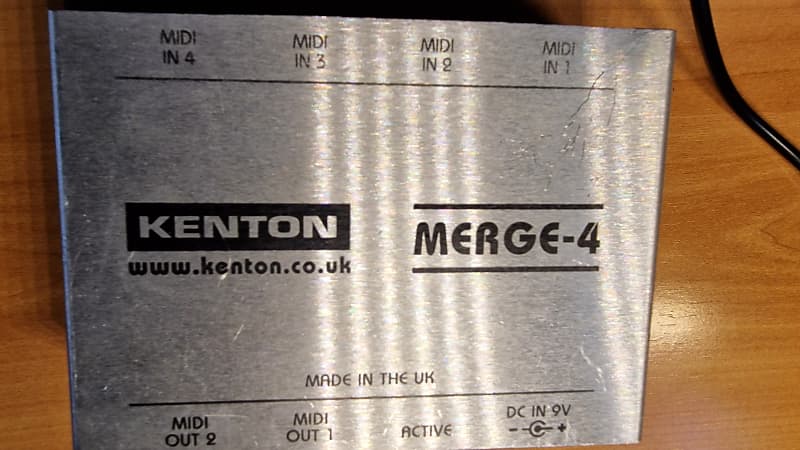 MIDI IN 4
MIDI IN 3
MIDI IN 2
MIDI IN 1
KENTON
www.kenton.co.uk
MERGE-4
MADE IN THE UK
MIDI OUT 2
MIDI OUT 1
ACTIVE
DC IN 9V
- +